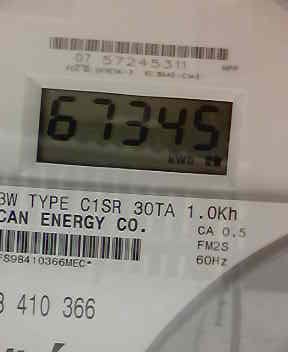 07 57245311
67345
3W TYPE C1SR 30TA 1.0Kh
CAN ENERGY CO.
CA 0.5
FM2S
60Hz
*FS98410366MEC*
3 410 366